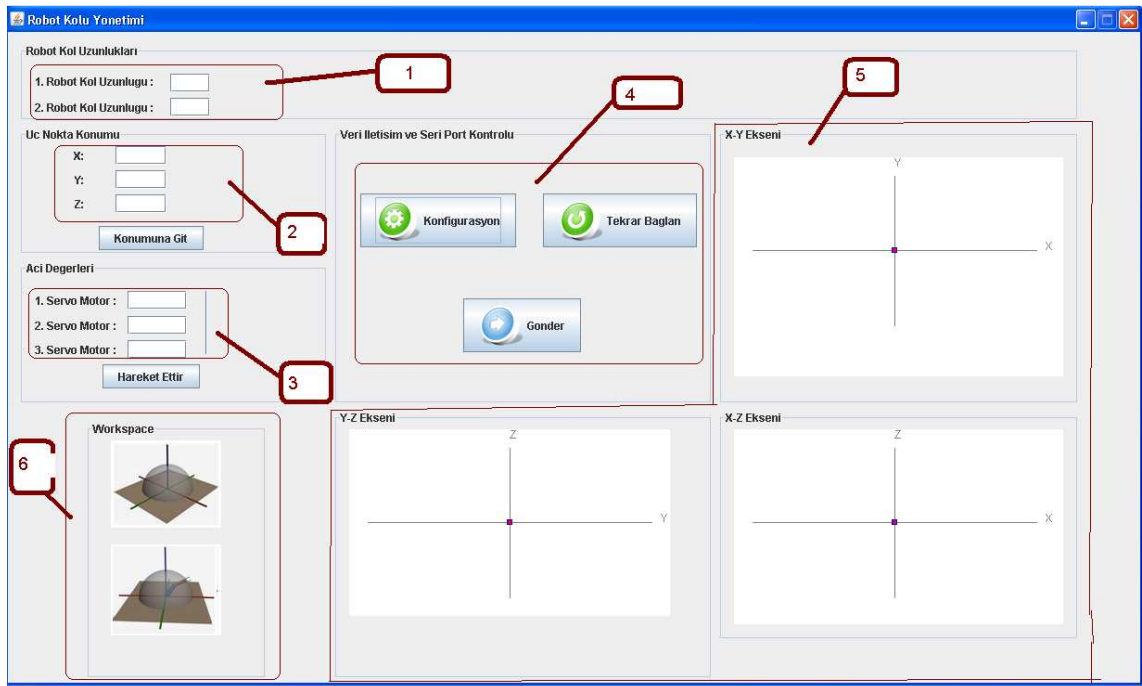 Robot Kolu Yonetimi
Robot Kol Uzunlukları
1. Robot Kol Uzunlugu :
2. Robot Kol Uzunlugu :
1
4
5
Uc Nokta Konumu
X:
Y:
Z:
Konumuna Git
2
Veri Iletisim ve Seri Port Kontrolu
Konfigurasyon
Tekrar Baglan
Gonder
X-Y Ekseni
Y
X
Aci Degerleri
1. Servo Motor :
2. Servo Motor :
3. Servo Motor :
Hareket Ettir
3
6
Workspace
Y-Z Ekseni
Z
Y
X-Z Ekseni
Z
X